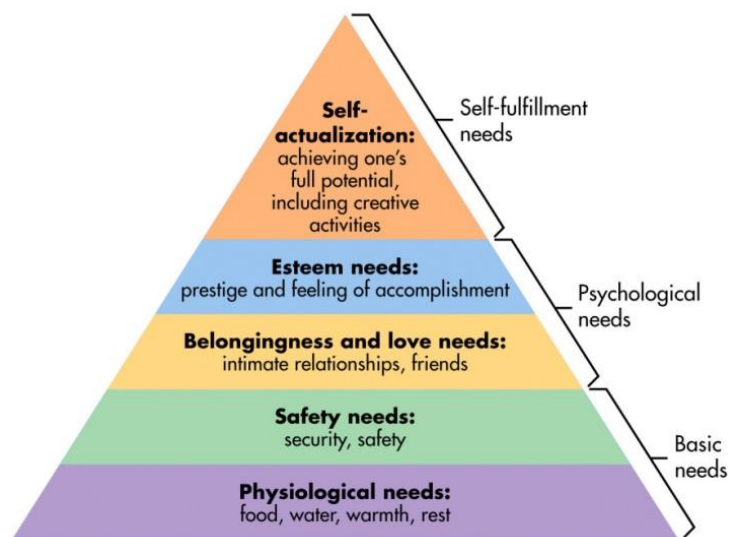 Self-
actualization:
achieving one's
full potential,
including creative
activities
Self-fulfillment
needs
Esteem needs:
prestige and feeling of accomplishment
Belongingness and love needs:
intimate relationships, friends
Psychological
needs
Safety needs:
security, safety
Physiological needs:
food, water, warmth, rest
Basic
needs